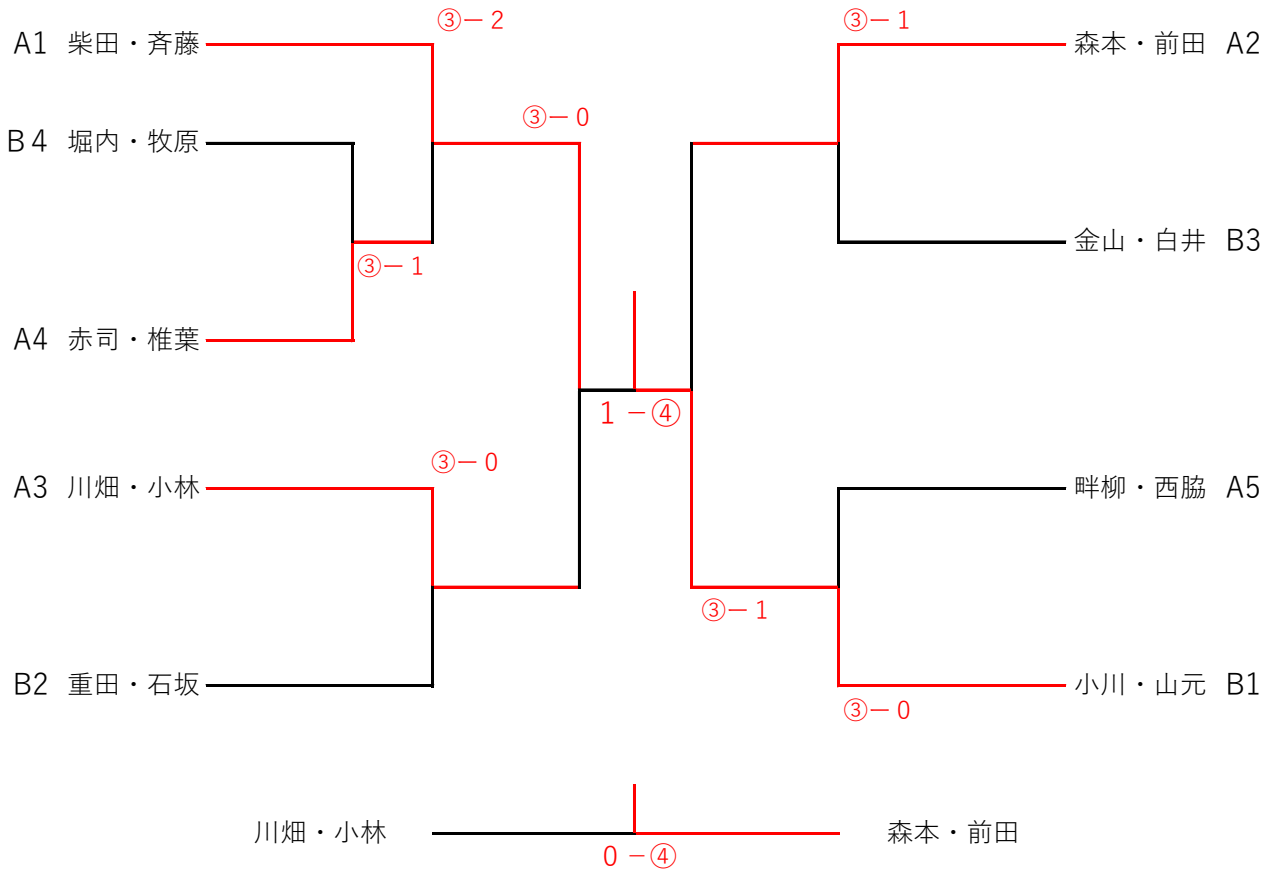 ③－2
③－1
A1 柴田・斉藤
森本・前田 A2
③－0
B4 堀内・牧原
金山・白井 B3
③－1
A4 赤司・椎葉
1－④
③－0
A3 川畑・小林
畔柳・西脇 A5
③－1
B2 重田・石坂
小川・山元 B1
③－0
川畑・小林
森本・前田
0－④